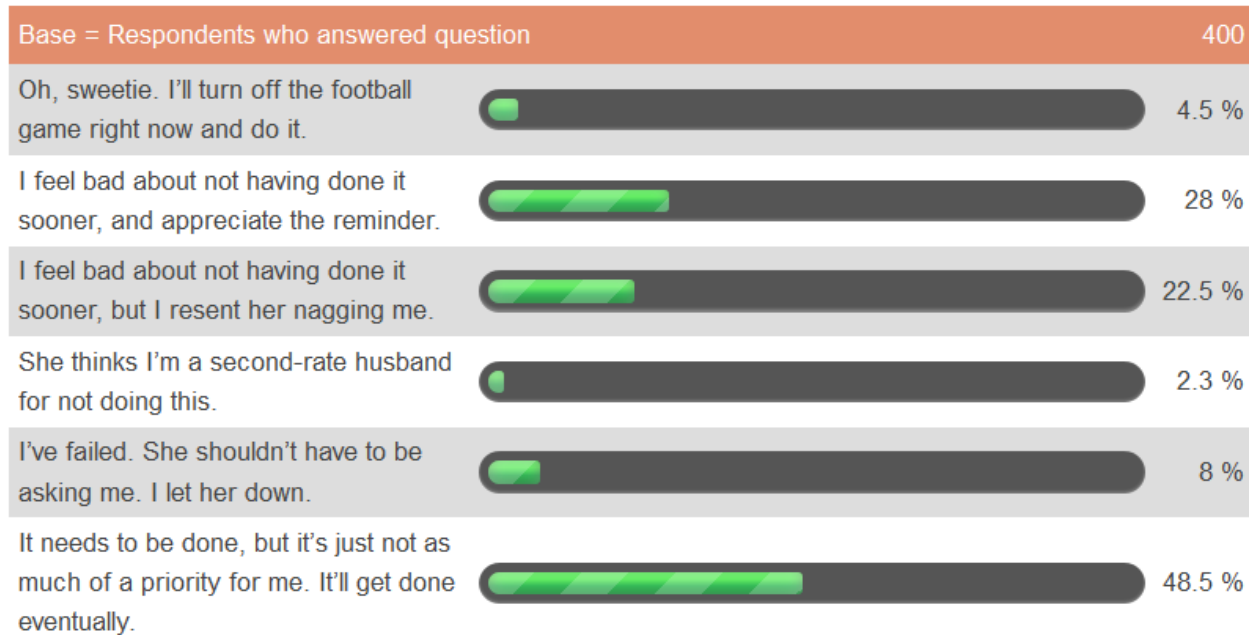 Base = Respondents who answered question 400
Oh, sweetie. I’ll turn off the football
game right now and do it.
4.5 %
I feel bad about not having done it
sooner, and appreciate the reminder.
28 %
I feel bad about not having done it
sooner, but I resent her nagging me.
22.5 %
She thinks I’m a second-rate husband
for not doing this.
2.3 %
I’ve failed. She shouldn’t have to be
asking me. I let her down.
8 %
It needs to be done, but it’s just not as
much of a priority for me. It’ll get done
eventually.
48.5 %